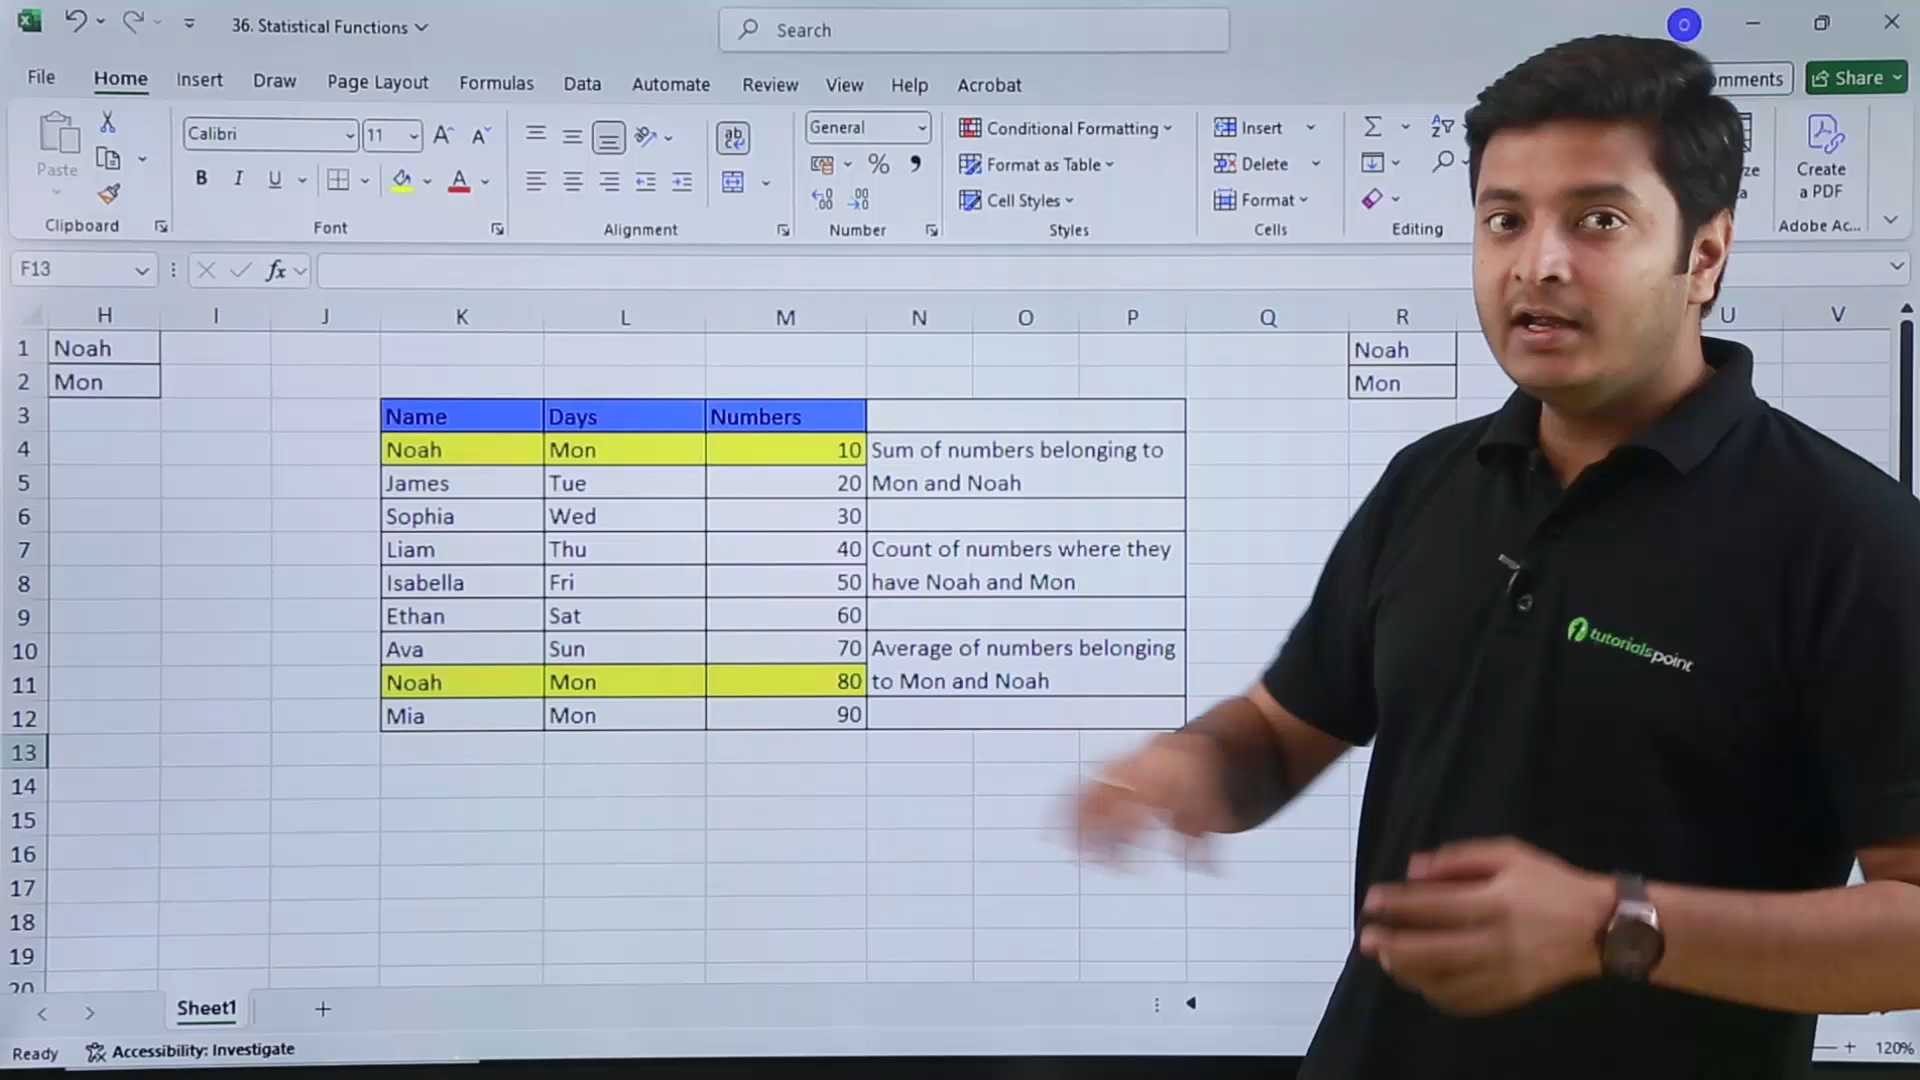 36. Statistical Functions
Search
O
File Home Insert Draw Page Layout Formulas Data Automate Review View Help Acrobat
Share
Paste
Calibri
11
General
Conditional Formatting
Format as Table
Cell Styles
Insert
Delete
Format
Create
a PDF
B I U
Clipboard Font Alignment Number Styles Cells Editing Adobe Ac...
F13
fx
H I J K L M N O P Q R U V
1 Noah Noah
2 Mon Mon
3 Name Days Numbers
4 Noah Mon 10 Sum of numbers belonging to
5 James Tue 20 Mon and Noah
6 Sophia Wed 30
7 Liam Thu 40 Count of numbers where they
8 Isabella Fri 50 have Noah and Mon
9 Ethan Sat 60
10 Ava Sun 70 Average of numbers belonging
11 Noah Mon 80 to Mon and Noah
12 Mia Mon 90
13
14
15
16
17
18
19
20
tutorialspoint
Sheet1
Ready Accessibility: Investigate 120%